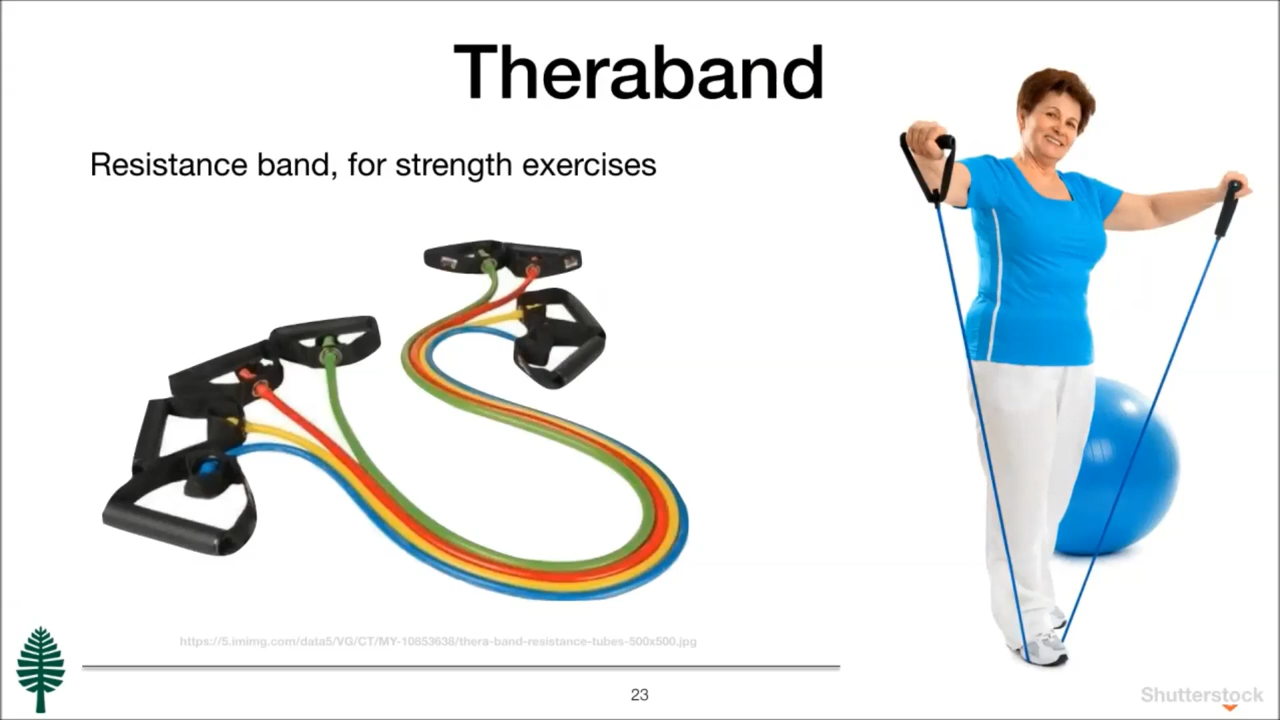 Theraband
Resistance band, for strength exercises
https://5.imimg.com/data5/VG/CT/MY-10853638/thera-band-resistance-tubes-500x500.jpg
23
Shutterstock